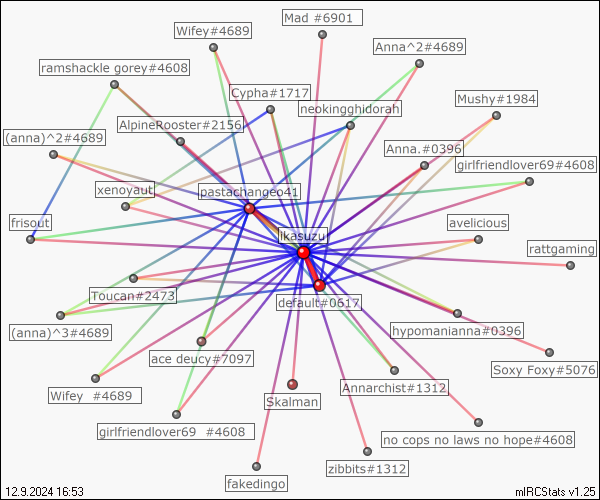 Mad #6901
Wifey#4689
Anna^2#4689
ramshackle gorey#4608
Cypha#1717
Mushy#1984
neokingghidorah
AlpineRooster#2156
(anna)^2#4689
Anna.#0396
girlfriendlover69#4608
xenoyaut
pastachangeo41
frisout
avelicious
ikasuzu
rattgaming
Toucan#2473
default#0617
(anna)^3#4689
hypomanianna#0396
ace deucy#7097
Soxy Foxy#5076
Wifey #4689
Annarchist#1312
Skalman
girlfriendlover69 #4608
no cops no laws no hope#4608
zibbits#1312
fakedingo
12.9.2024 16:53
mIRCStats v1.25